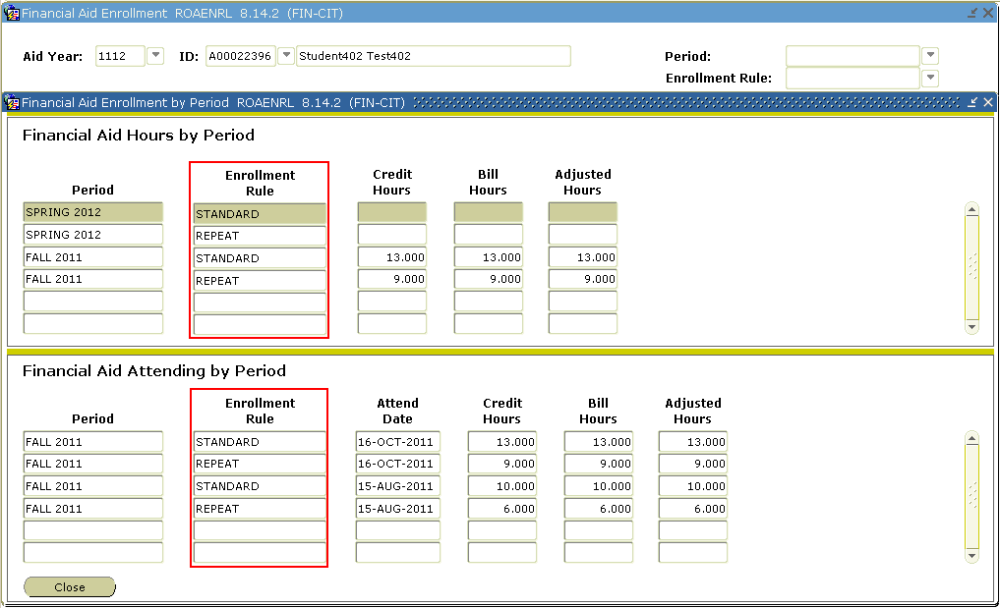 Financial Aid Enrollment ROAENRL 8.14.2 (FIN-CIT)
Aid Year: 1112 ID: A00022396 Student402 Test402 Period:
Enrollment Rule:
Financial Aid Enrollment by Period ROAENRL 8.14.2 (FIN-CIT)
Financial Aid Hours by Period
Period Enrollment Rule Credit Hours Bill Hours Adjusted Hours
SPRING 2012 STANDARD
SPRING 2012 REPEAT
FALL 2011 STANDARD 13.000 13.000 13.000
FALL 2011 REPEAT 9.000 9.000 9.000
Financial Aid Attending by Period
Period Enrollment Rule Attend Date Credit Hours Bill Hours Adjusted Hours
FALL 2011 STANDARD 16-OCT-2011 13.000 13.000 13.000
FALL 2011 REPEAT 16-OCT-2011 9.000 9.000 9.000
FALL 2011 STANDARD 15-AUG-2011 10.000 10.000 10.000
FALL 2011 REPEAT 15-AUG-2011 6.000 6.000 6.000
Close